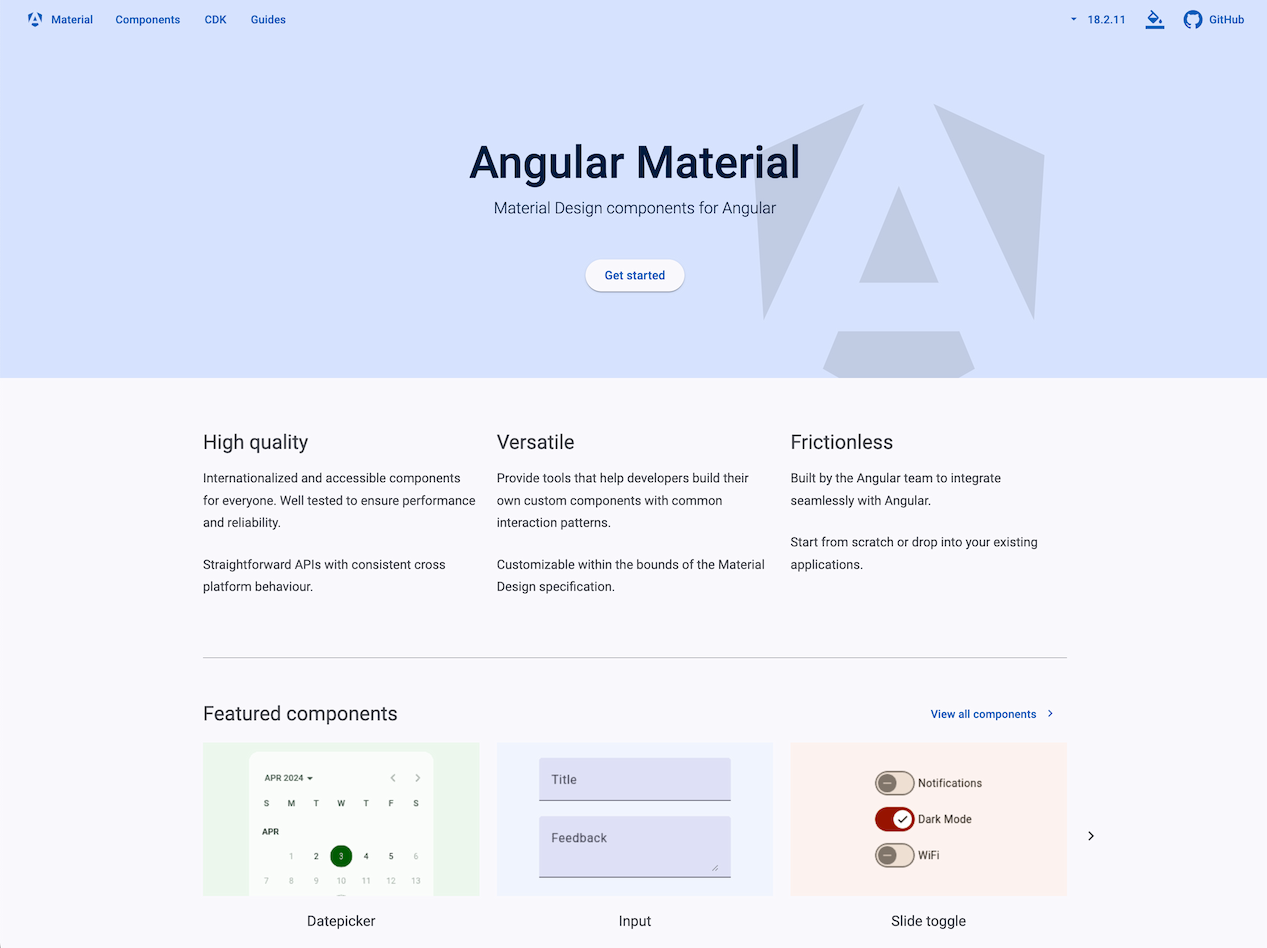 Material Components CDK Guides 18.2.11 GitHub
Angular Material
Material Design components for Angular
Get started
High quality
Internationalized and accessible components
for everyone. Well tested to ensure performance
and reliability.
Straightforward APIs with consistent cross
platform behaviour.
Versatile
Provide tools that help developers build their
own custom components with common
interaction patterns.
Customizable within the bounds of the Material
Design specification.
Frictionless
Built by the Angular team to integrate
seamlessly with Angular.
Start from scratch or drop into your existing
applications.
Featured components
View all components
APR 2024
S M T W T F S
APR
1 2 3 4 5 6
7 8 9 10 11 12 13
Datepicker
Title
Feedback
Input
Notifications
Dark Mode
WiFi
Slide toggle